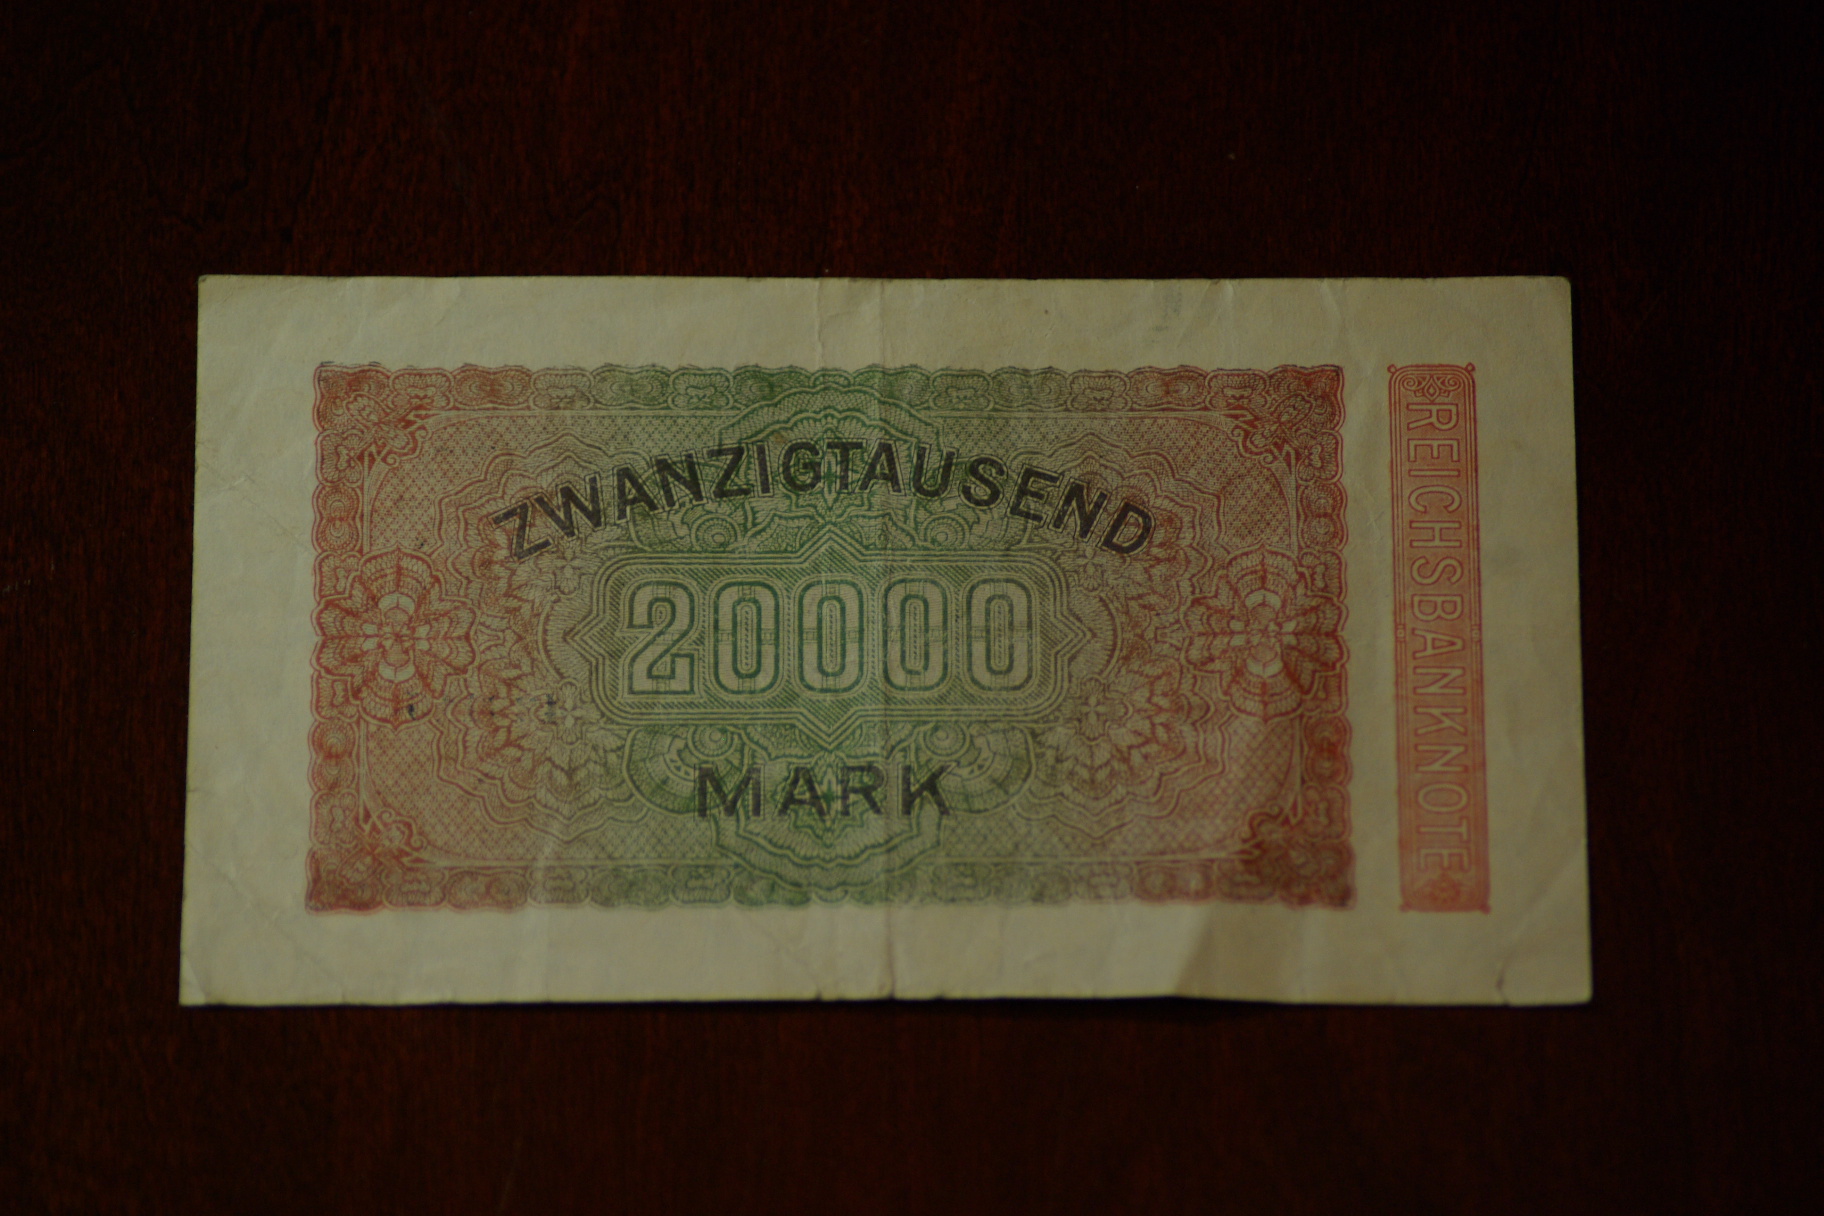 ZWANZIGTAUSEND
20000
MARK
REICHSBANKNOTE